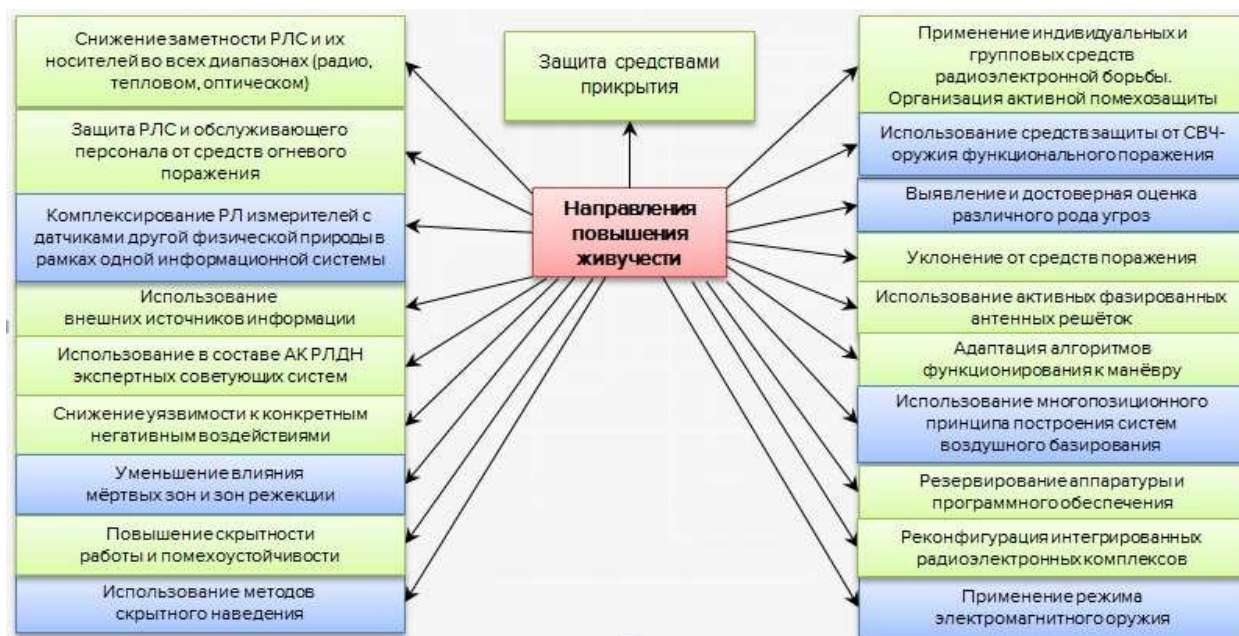 Снижение заметности РЛС и их
носителей во всех диапазонах (радио,
тепловом, оптическом)
Защита РЛС и обслуживающего
персонала от средств огневого
поражения
Комплексирование РЛ измерителей с
датчиками другой физической природы в
рамках одной информационной системы
Использование
внешних источников информации
Использование в составе АК РЛДН
экспертных советующих систем
Снижение уязвимости к конкретным
негативным воздействиями
Уменьшение влияния
мёртвых зон и зон режекции
Повышение скрытности
работы и помехоустойчивости
Использование методов
скрытного наведения
Защита средствами
прикрытия
Направления
повышения
живучести
Применение индивидуальных и
групповых средств
радиоэлектронной борьбы.
Организация активной помехозащиты
Использование средств защиты от СВЧ-
оружия функционального поражения
Выявление и достоверная оценка
различного рода угроз
Уклонение от средств поражения
Использование активных фазированных
антенных решёток
Адаптация алгоритмов
функционирования к манёвру
Использование многопозиционного
принципа построения систем
воздушного базирования
Резервирование аппаратуры и
программного обеспечения
Реконфигурация интегрированных
радиоэлектронных комплексов
Применение режима
электромагнитного оружия